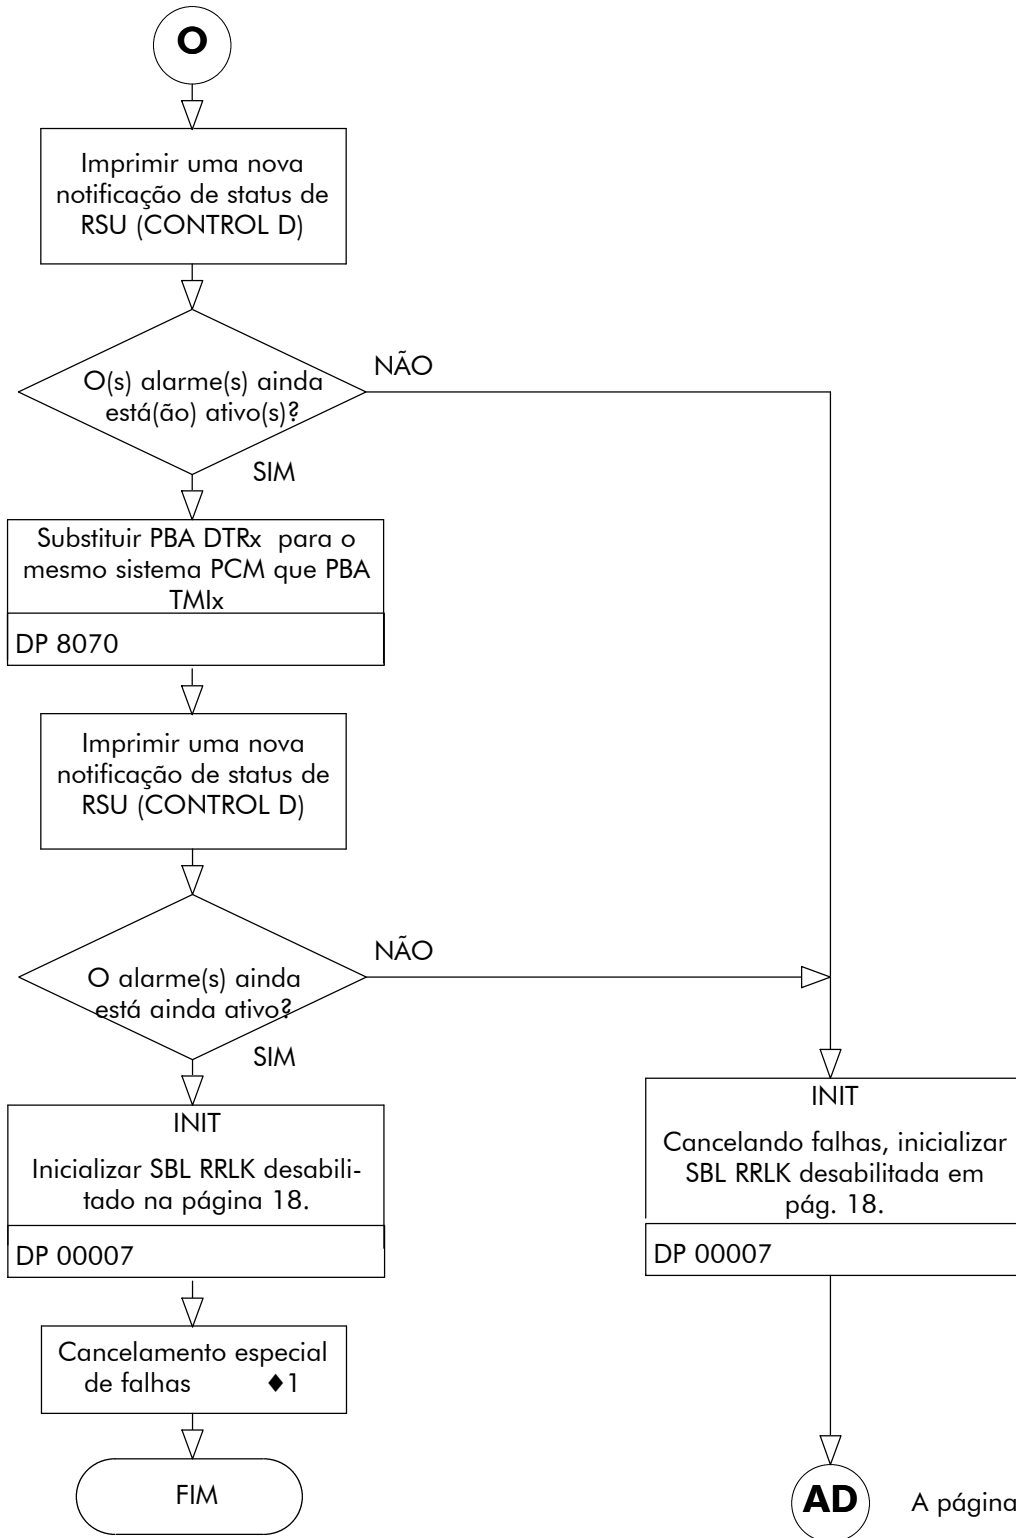 O
Imprimir uma nova
notificação de status de
RSU (CONTROL D)
O(s) alarme(s) ainda
está(ão) ativo(s)?
NÃO
SIM
Substituir PBA DTRx para o
mesmo sistema PCM que PBA
TMIx
DP 8070
Imprimir uma nova
notificação de status de
RSU (CONTROL D)
O alarme(s) ainda
está ainda ativo?
NÃO
SIM
INIT
Inicializar SBL RRLK desabili-
tado na página 18.
DP 00007
Cancelamento especial
de falhas ♦1
FIM
INIT
Cancelando falhas, inicializar
SBL RRLK desabilitada em
pág. 18.
DP 00007
AD
A página